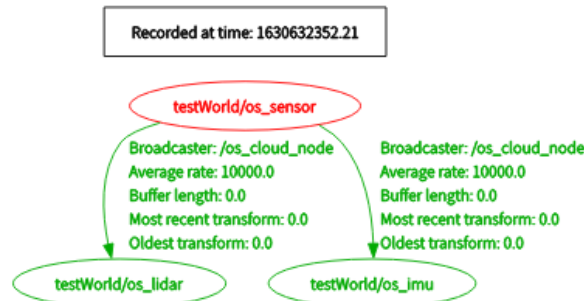 Recorded at time: 1630632352.21
testWorld/os_sensor
Broadcaster: /os_cloud_node
Average rate: 10000.0
Buffer length: 0.0
Most recent transform: 0.0
Oldest transform: 0.0
Broadcaster: /os_cloud_node
Average rate: 10000.0
Buffer length: 0.0
Most recent transform: 0.0
Oldest transform: 0.0
testWorld/os_lidar
testWorld/os_imu